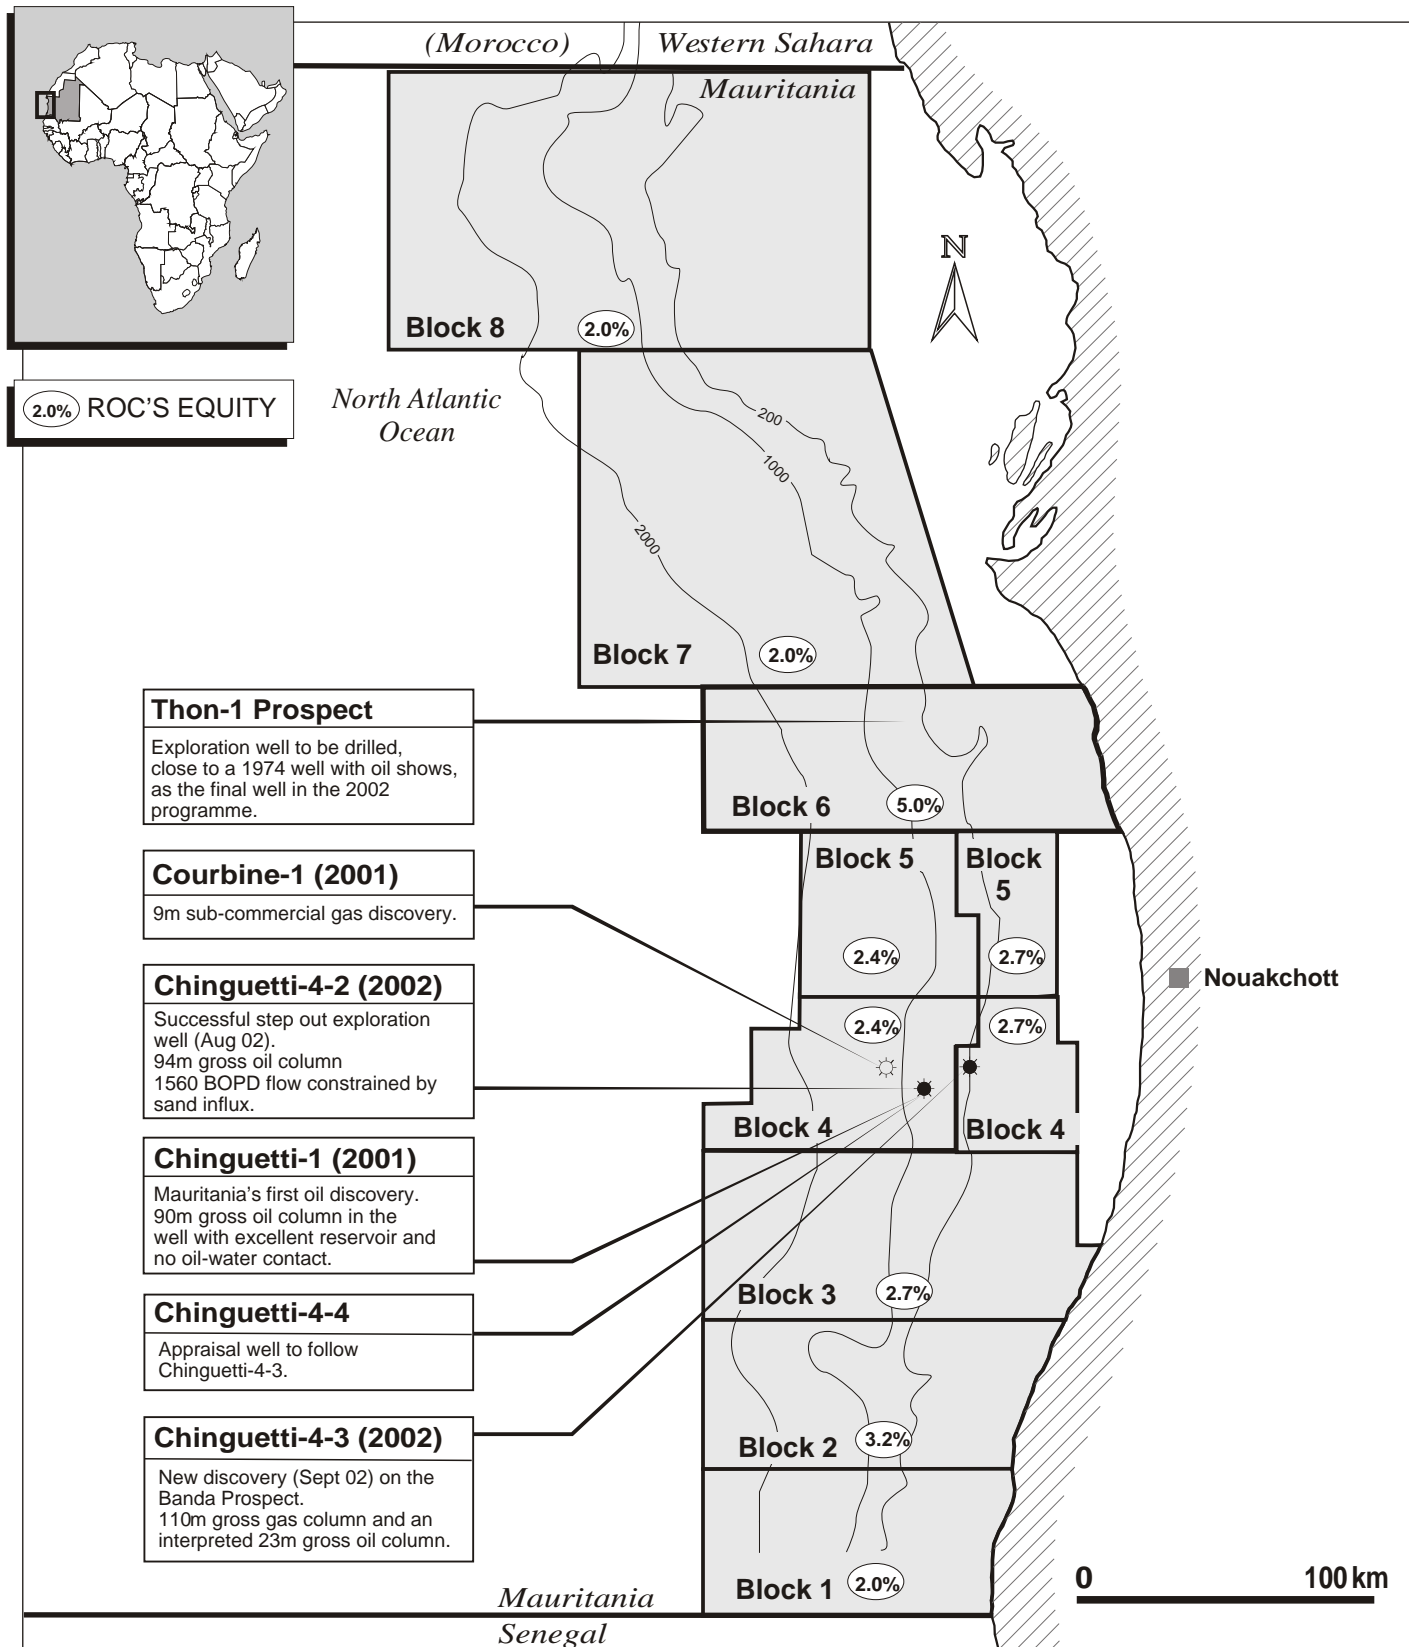 (Morocco)
Western Sahara
Mauritania
N
Block 8
2.0%
2.0% ROC'S EQUITY
North Atlantic
Ocean
200
1000
2000
Block 7
2.0%
Thon-1 Prospect
Exploration well to be drilled,
close to a 1974 well with oil shows,
as the final well in the 2002
programme.
Block 6
5.0%
Block 5
Block
5
Courbine-1 (2001)
9m sub-commercial gas discovery.
2.4%
2.7%
Nouakchott
Chinguetti-4-2 (2002)
Successful step out exploration
well (Aug 02).
94m gross oil column
1560 BOPD flow constrained by
sand influx.
2.4%
2.7%
Block 4
Block 4
Chinguetti-1 (2001)
Mauritania's first oil discovery.
90m gross oil column in the
well with excellent reservoir and
no oil-water contact.
Block 3
2.7%
Chinguetti-4-4
Appraisal well to follow
Chinguetti-4-3.
Chinguetti-4-3 (2002)
New discovery (Sept 02) on the
Banda Prospect.
110m gross gas column and an
interpreted 23m gross oil column.
Block 2
3.2%
Block 1
2.0%
0
100 km
Mauritania
Senegal